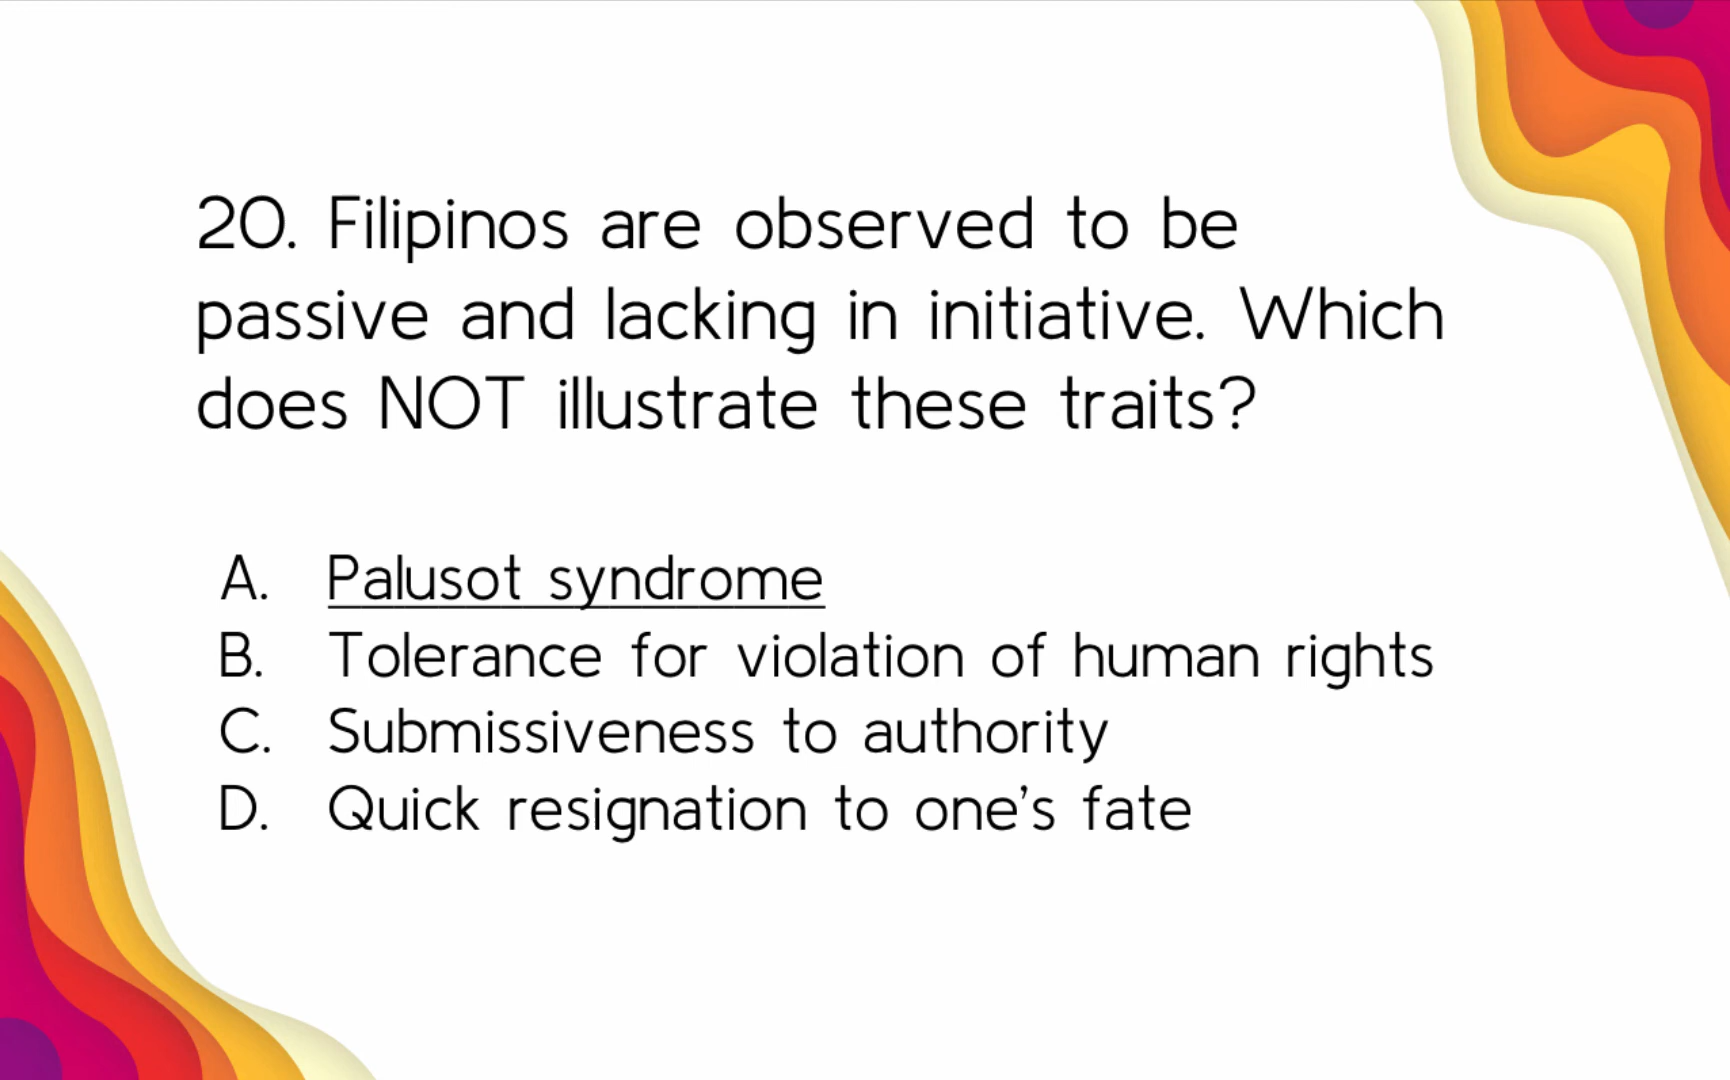 20. Filipinos are observed to be
passive and lacking in initiative. Which
does NOT illustrate these traits?
A. Palusot syndrome
B. Tolerance for violation of human rights
C. Submissiveness to authority
D. Quick resignation to one's fate